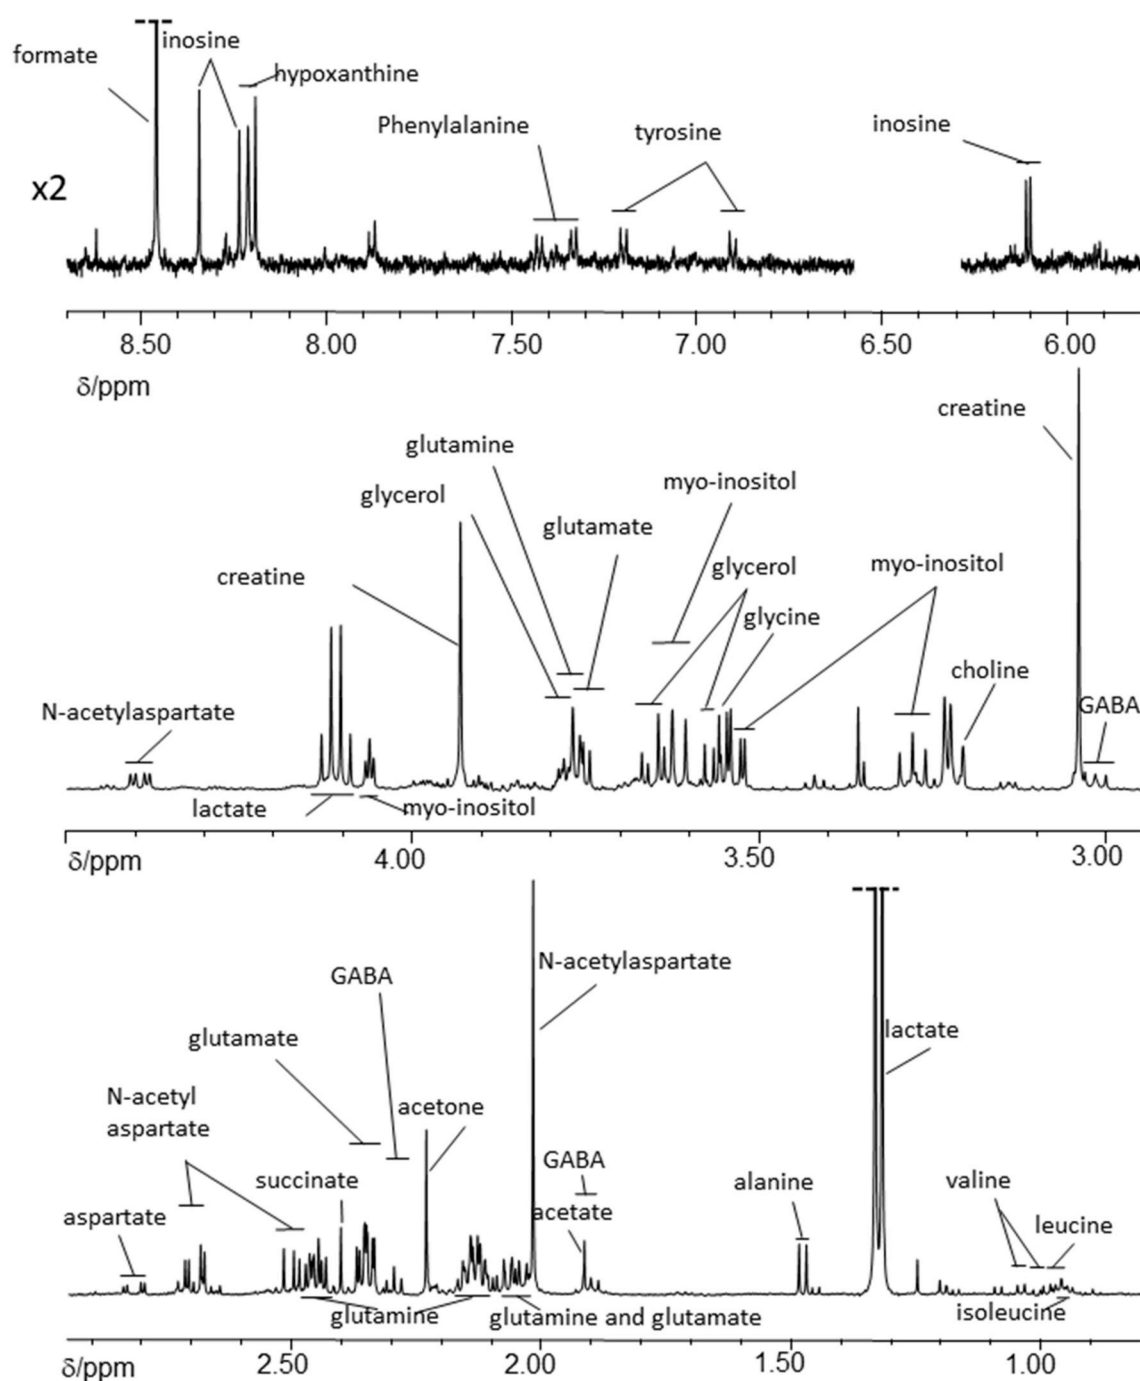 formate
inosine
hypoxanthine
Phenylalanine
tyrosine
inosine
x2
8.50 8.00 7.50 7.00 6.50 6.00
δ/ppm
creatine
glutamine
myo-inositol
glycerol
glutamate
creatine
glycerol
myo-inositol
glycine
choline
N-acetylaspartate
GABA
lactate
myo-inositol
δ/ppm 4.00 3.50 3.00
N-acetylaspartate
GABA
glutamate
lactate
N-acetyl
aspartate
acetone
succinate
GABA
alanine
valine
aspartate
acetate
leucine
glutamine
glutamine and glutamate
isoleucine
δ/ppm 2.50 2.00 1.50 1.00